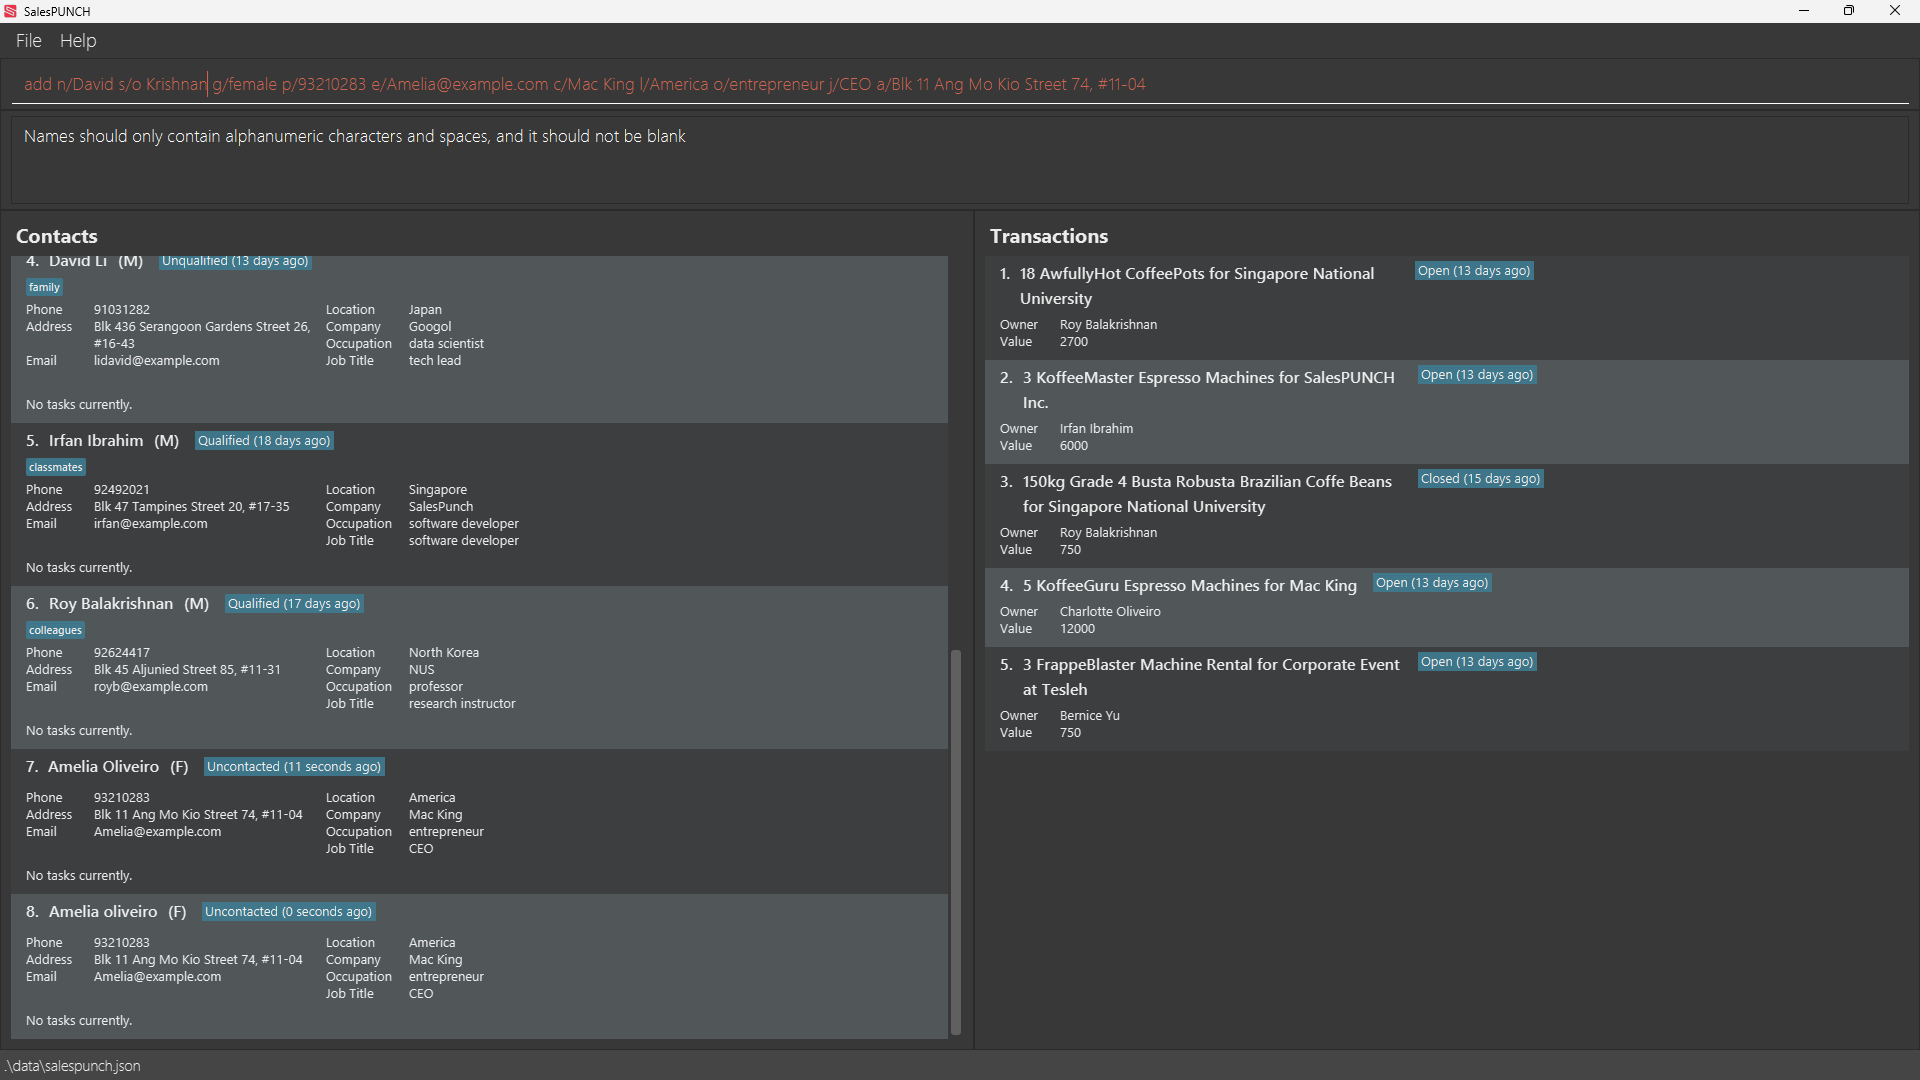 SalesPUNCH
File Help
add n/David s/o Krishnan g/female p/93210283 e/Amelia@example.com c/Mac King l/America o/entrepreneur j/CEO a/Blk 11 Ang Mo Kio Street 74, #11-04
Names should only contain alphanumeric characters and spaces, and it should not be blank
Contacts
4. David Li (M) Unqualified (13 days ago)
family
Phone 91031282 Location Japan
Address Blk 436 Serangoon Gardens Street 26, Company Googol
#16-43 Occupation data scientist
Email lidavid@example.com Job Title tech lead
No tasks currently.
5. Irfan Ibrahim (M) Qualified (18 days ago)
classmates
Phone 92492021 Location Singapore
Address Blk 47 Tampines Street 20, #17-35 Company SalesPunch
Email irfan@example.com Occupation software developer
Job Title software developer
No tasks currently.
6. Roy Balakrishnan (M) Qualified (17 days ago)
colleagues
Phone 92624417 Location North Korea
Address Blk 45 Aljunied Street 85, #11-31 Company NUS
Email royb@example.com Occupation professor
Job Title research instructor
No tasks currently.
7. Amelia Oliveiro (F) Uncontacted (11 seconds ago)
Phone 93210283 Location America
Address Blk 11 Ang Mo Kio Street 74, #11-04 Company Mac King
Email Amelia@example.com Occupation entrepreneur
Job Title CEO
No tasks currently.
8. Amelia oliveiro (F) Uncontacted (0 seconds ago)
Phone 93210283 Location America
Address Blk 11 Ang Mo Kio Street 74, #11-04 Company Mac King
Email Amelia@example.com Occupation entrepreneur
Job Title CEO
No tasks currently.
Transactions
1. 18 AwfullyHot CoffeePots for Singapore National Open (13 days ago)
University
Owner Roy Balakrishnan
Value 2700
2. 3 KoffeeMaster Espresso Machines for SalesPUNCH Open (13 days ago)
Inc.
Owner Irfan Ibrahim
Value 6000
3. 150kg Grade 4 Busta Robusta Brazilian Coffe Beans Closed (15 days ago)
for Singapore National University
Owner Roy Balakrishnan
Value 750
4. 5 KoffeeGuru Espresso Machines for Mac King Open (13 days ago)
Owner Charlotte Oliveiro
Value 12000
5. 3 FrappeBlaster Machine Rental for Corporate Event Open (13 days ago)
at Tesleh
Owner Bernice Yu
Value 750
.\data\salespunch.json